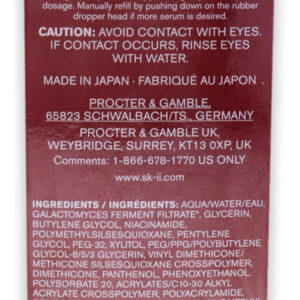 dosage. Manually refill by pushing down on the rubber
dropper head if more serum is desired.
CAUTION: AVOID CONTACT WITH EYES.
IF CONTACT OCCURS, RINSE EYES
WITH WATER.
MADE IN JAPAN · FABRIQUÉ AU JAPON
PROCTER & GAMBLE,
65823 SCHWALBACH/TS., GERMANY
PROCTER & GAMBLE UK,
WEYBRIDGE, SURREY, KT13 0XP, UK
Comments: 1-866-678-1770 US ONLY
www.sk-ii.com
INGREDIENTS / INGRÉDIENTS: AQUA/WATER/EAU,
GALACTOMYCES FERMENT FILTRATE*, GLYCERIN,
BUTYLENE GLYCOL, NIACINAMIDE,
POLYMETHYLSILSESQUIOXANE, PENTYLENE
GLYCOL, PEG-32, XYLITOL, PEG/PPG/POLYBUTYLENE
GLYCOL-8/5/3 GLYCERIN, VINYL DIMETHICONE/
METHICONE SILSESQUIOXANE CROSSPOLYMER,
DIMETHICONE, PANTHENOL, PHENOXYETHANOL,
POLYSORBATE 20, ACRYLATES/C10-30 ALKYL
ACRYLATE CROSSPOLYMER, POLYACRYLAMIDE,